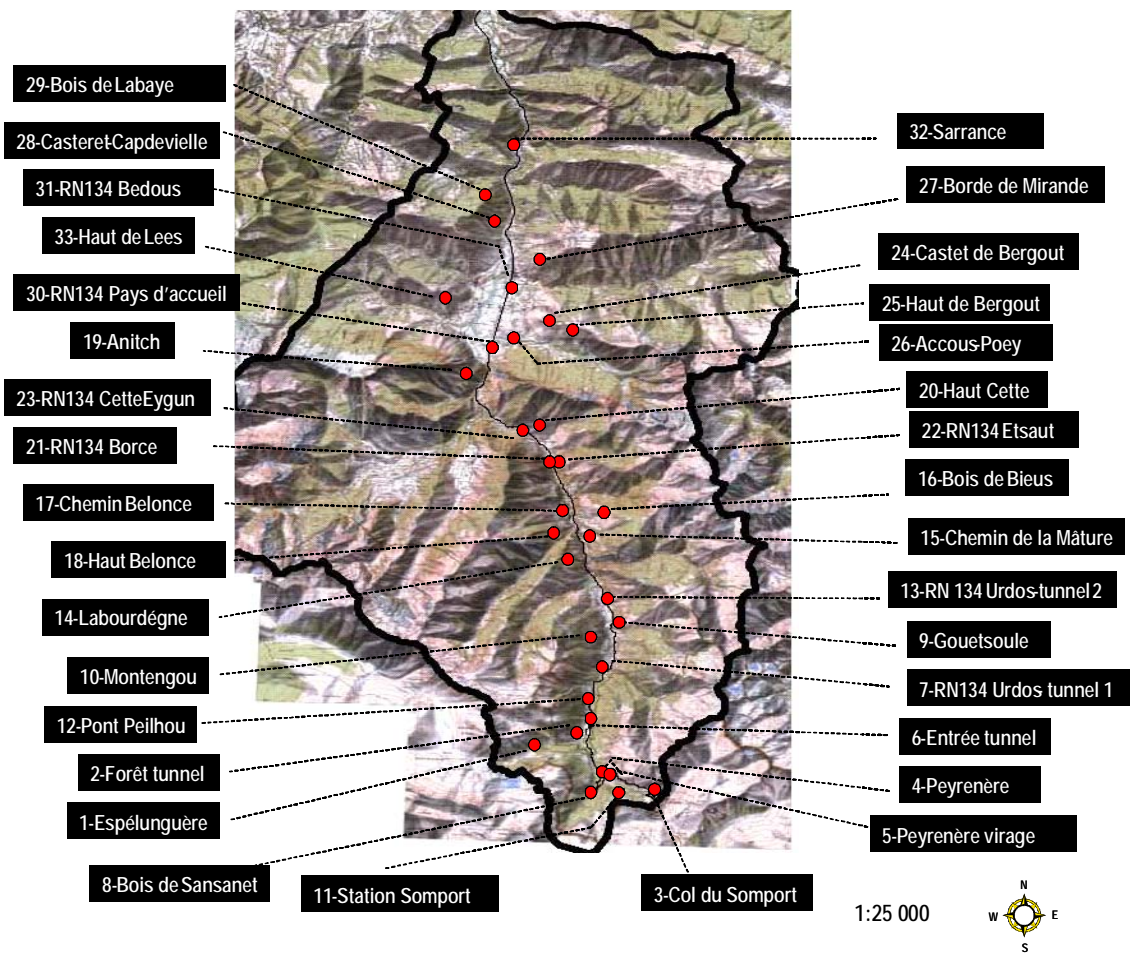 29-Bois de Labaye
28-Casteret-Capdevielle
31-RN134 Bedous
33-Haut de Lees
30-RN134 Pays d'accueil
19-Anitch
23-RN134 CetteEygun
21-RN134 Borce
17-Chemin Belonce
18-Haut Belonce
14-Labourdégne
10-Montengou
12-Pont Peilhou
2-Forêt tunnel
1-Espélunguère
8-Bois de Sansanet
11-Station Somport
3-Col du Somport
32-Sarrance
27-Borde de Mirande
24-Castet de Bergout
25-Haut de Bergout
26-Accous-Poey
20-Haut Cette
22-RN134 Etsaut
16-Bois de Bieus
15-Chemin de la Mâture
13-RN 134 Urdos-tunnel 2
9-Gouetsoule
7-RN134 Urdos tunnel 1
6-Entrée tunnel
4-Peyrenère
5-Peyrenère virage
1:25 000
N
W E
S